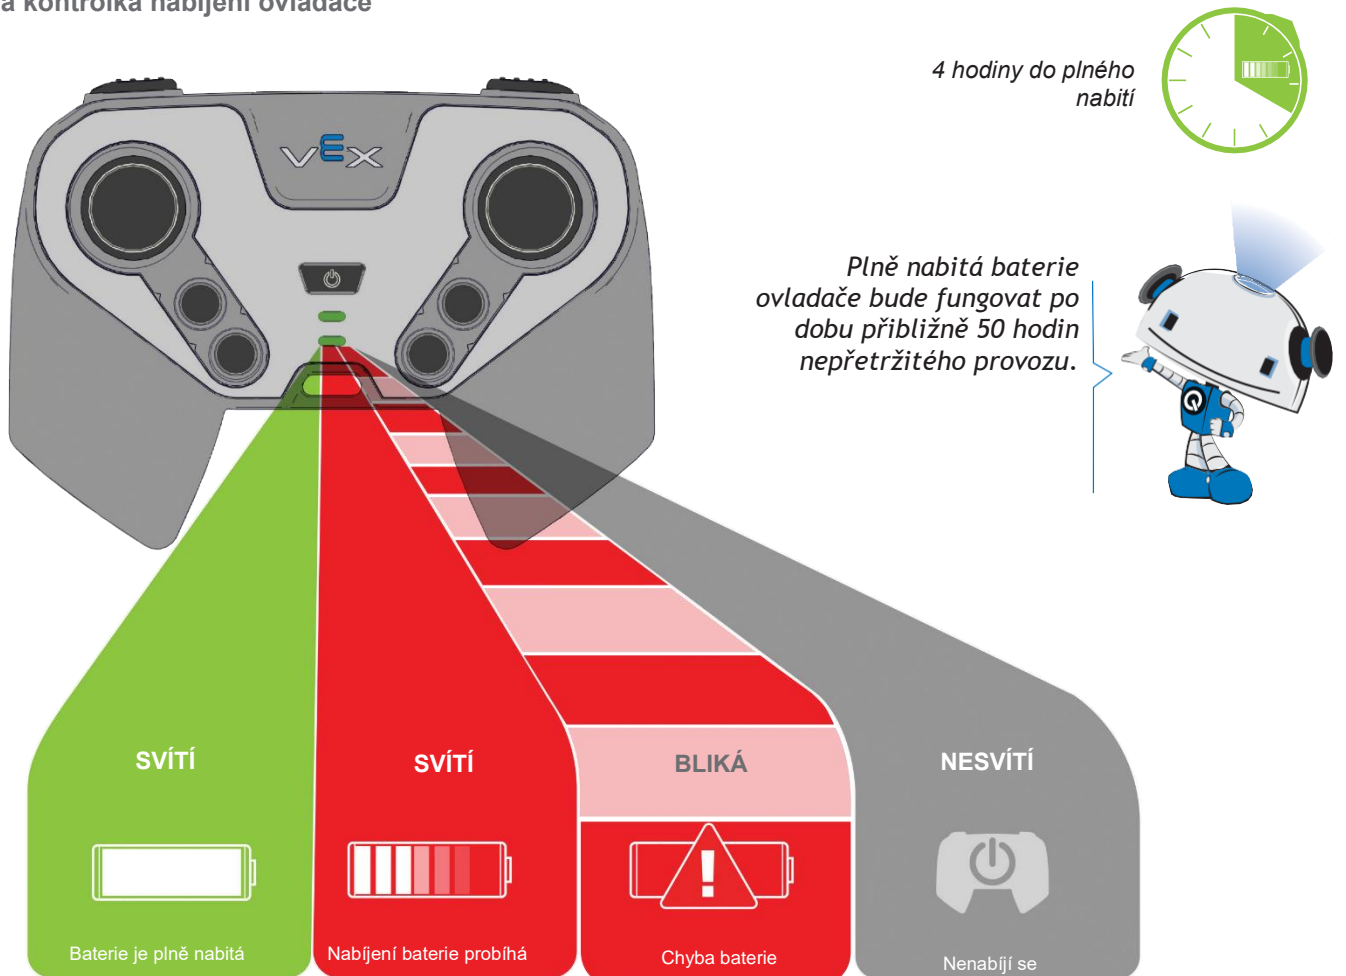 a kontrolka nabíjení ovladače
4 hodiny do plného
nabití
VEX
Plně nabitá baterie
ovladače bude fungovat po
dobu přibližně 50 hodin
nepřetržitého provozu.
SVÍTÍ
SVÍTÍ
BLIKÁ
NESVÍTÍ
!
Baterie je plně nabitá
Nabíjení baterie probíhá
Chyba baterie
Nenabíjí se